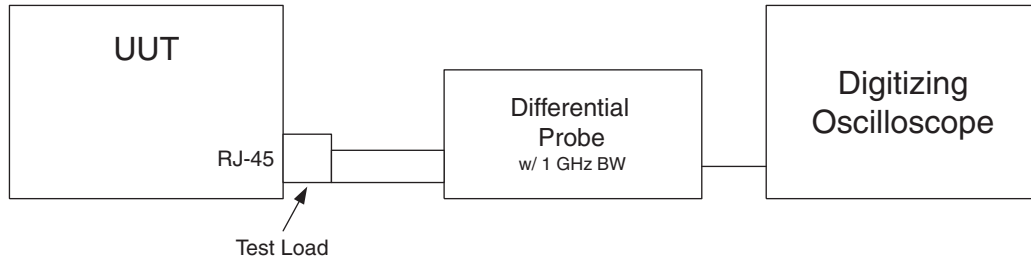 UUT
RJ-45
Test Load
Differential
Probe
w/ 1 GHz BW
Digitizing
Oscilloscope